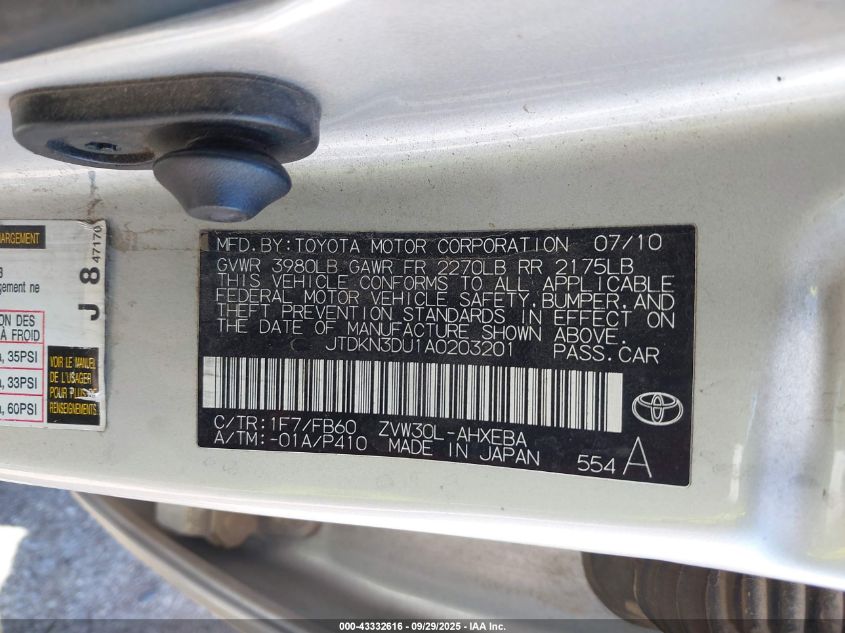 MFD. BY: TOYOTA MOTOR CORPORATION 07/10
GVWR 3980LB GAWR FR 2270LB RR 2175LB
THIS VEHICLE CONFORMS TO ALL APPLICABLE
FEDERAL MOTOR VEHICLE SAFETY, BUMPER, AND
THEFT PREVENTION STANDARDS IN EFFECT ON
THE DATE OF MANUFACTURE SHOWN ABOVE.
JTDKN3DU1A0203201 PASS. CAR
C/TR: 1F7/FB60 ZVW30L-AHXEBA
A/TM: -01A/P410 MADE IN JAPAN 554 A
J 8 47170
gement ne
ON DES
À FROID
, 35PSI
, 33PSI
, 60PSI
VOIR LE MANUEL
DE L'USAGER
POUR PLUS DE
RENSEIGNEMENTS
000-43332616 - 09/29/2025 - IAA Inc.